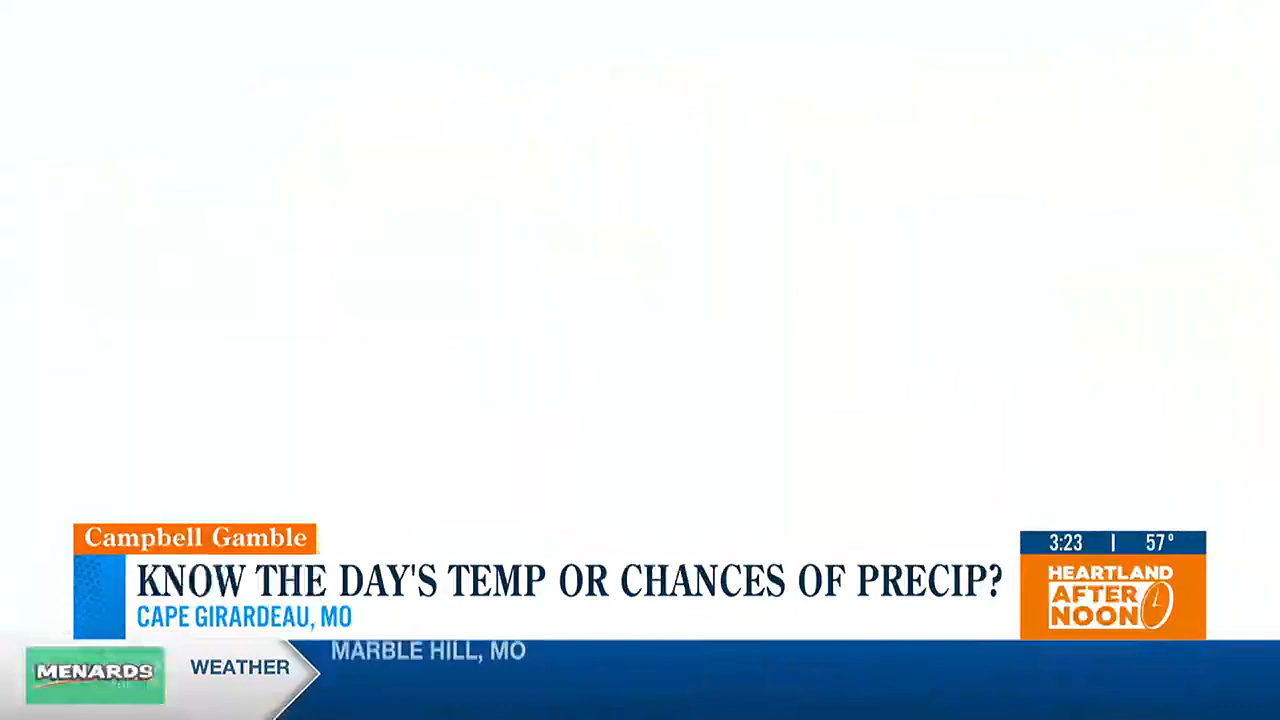 Campbell Gamble
KNOW THE DAY'S TEMP OR CHANCES OF PRECIP?
CAPE GIRARDEAU, MO
3:23 | 57°
HEARTLAND
AFTER
NOON
MENARDS
WEATHER
MARBLE HILL, MO